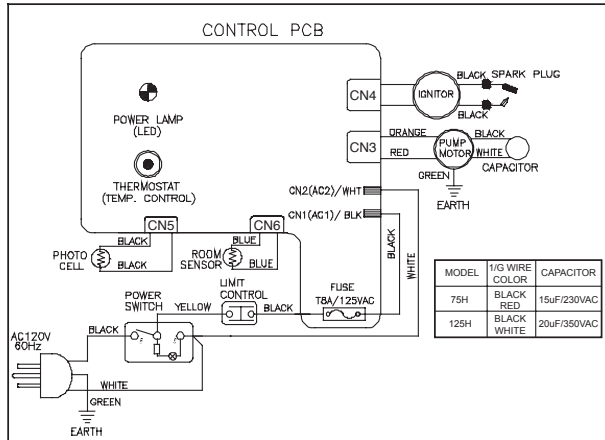 CONTROL PCB
POWER LAMP
(LED)
THERMOSTAT
(TEMP. CONTROL)
CN4
BLACK
SPARK PLUG
IGNITOR
BLACK
CN3
ORANGE
RED
PUMP
MOTOR
BLACK
WHITE
CAPACITOR
GREEN
EARTH
CN2(AC2)/WHT
CN1(AC1)/ BLK
CN5
CN6
BLACK
BLUE
PHOTO
CELL
BLACK
ROOM
SENSOR
BLUE
BLACK
WHITE
POWER
SWITCH
YELLOW
LIMIT
CONTROL
BLACK
FUSE
T8A/125VAC
AC120V
60Hz
BLACK
WHITE
GREEN
EARTH
MODEL 1/G WIRE COLOR CAPACITOR
75H BLACK RED 15uF/230VAC
125H BLACK WHITE 20uF/350VAC